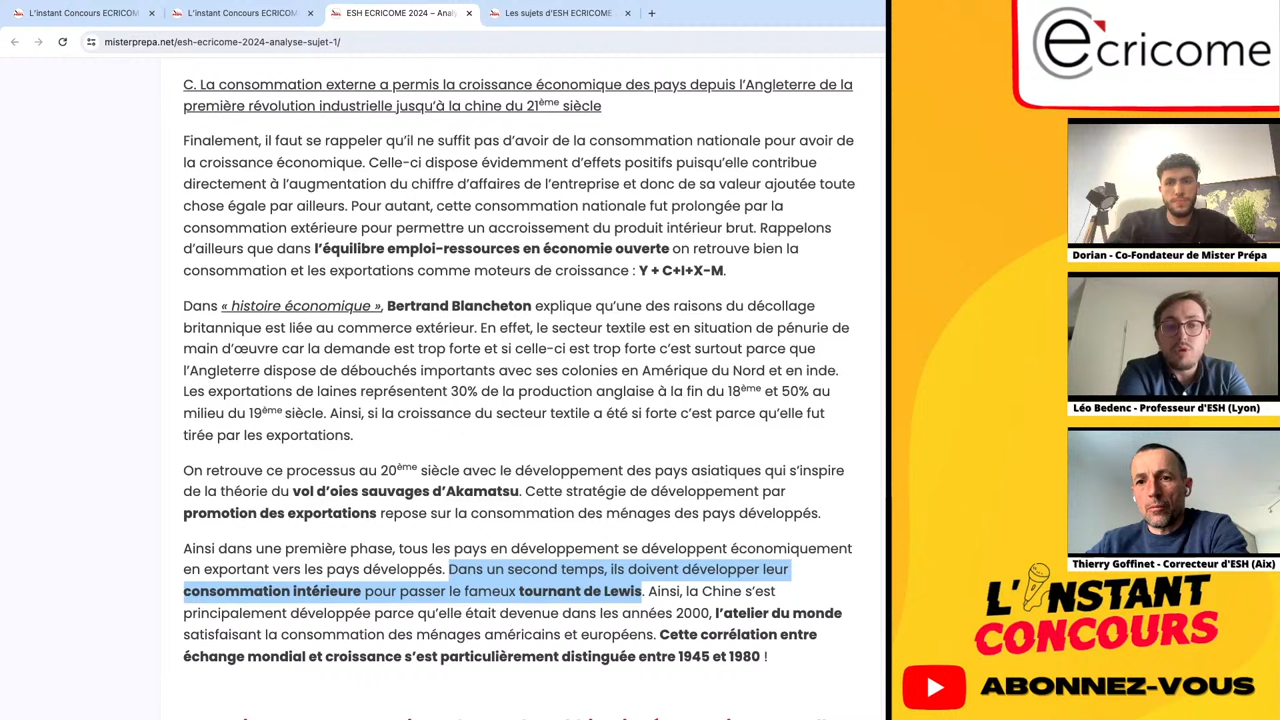 L'instant Concours ECRICOM
L'instant Concours ECRICOM
ESH ECRICOME 2024 – Analy
Les sujets d'ESH ECRICOME
misterprepa.net/esh-ecricome-2024-analyse-sujet-1/
C. La consommation externe a permis la croissance économique des pays depuis l'Angleterre de la
première révolution industrielle jusqu'à la chine du 21ème siècle
Finalement, il faut se rappeler qu'il ne suffit pas d'avoir de la consommation nationale pour avoir de
la croissance économique. Celle-ci dispose évidemment d'effets positifs puisqu'elle contribue
directement à l'augmentation du chiffre d'affaires de l'entreprise et donc de sa valeur ajoutée toute
chose égale par ailleurs. Pour autant, cette consommation nationale fut prolongée par la
consommation extérieure pour permettre un accroissement du produit intérieur brut. Rappelons
d'ailleurs que dans l'équilibre emploi-ressources en économie ouverte on retrouve bien la
consommation et les exportations comme moteurs de croissance : Y + C+I+X-M.
Dans « histoire économique », Bertrand Blancheton explique qu'une des raisons du décollage
britannique est liée au commerce extérieur. En effet, le secteur textile est en situation de pénurie de
main d'œuvre car la demande est trop forte et si celle-ci est trop forte c'est surtout parce que
l'Angleterre dispose de débouchés importants avec ses colonies en Amérique du Nord et en inde.
Les exportations de laines représentent 30% de la production anglaise à la fin du 18ème et 50% au
milieu du 19ème siècle. Ainsi, si la croissance du secteur textile a été si forte c'est parce qu'elle fut
tirée par les exportations.
On retrouve ce processus au 20ème siècle avec le développement des pays asiatiques qui s'inspire
de la théorie du vol d'oies sauvages d'Akamatsu. Cette stratégie de développement par
promotion des exportations repose sur la consommation des ménages des pays développés.
Ainsi dans une première phase, tous les pays en développement se développent économiquement
en exportant vers les pays développés. Dans un second temps, ils doivent développer leur
consommation intérieure pour passer le fameux tournant de Lewis. Ainsi, la Chine s'est
principalement développée parce qu'elle était devenue dans les années 2000, l'atelier du monde
satisfaisant la consommation des ménages américains et européens. Cette corrélation entre
échange mondial et croissance s'est particulièrement distinguée entre 1945 et 1980 !
ecricome
Dorian - Co-Fondateur de Mister Prépa
Léo Bedenc - Professeur d'ESH (Lyon)
Thierry Goffinet - Correcteur d'ESH (Aix)
L'INSTANT
CONCOURS
ABONNEZ-VOUS